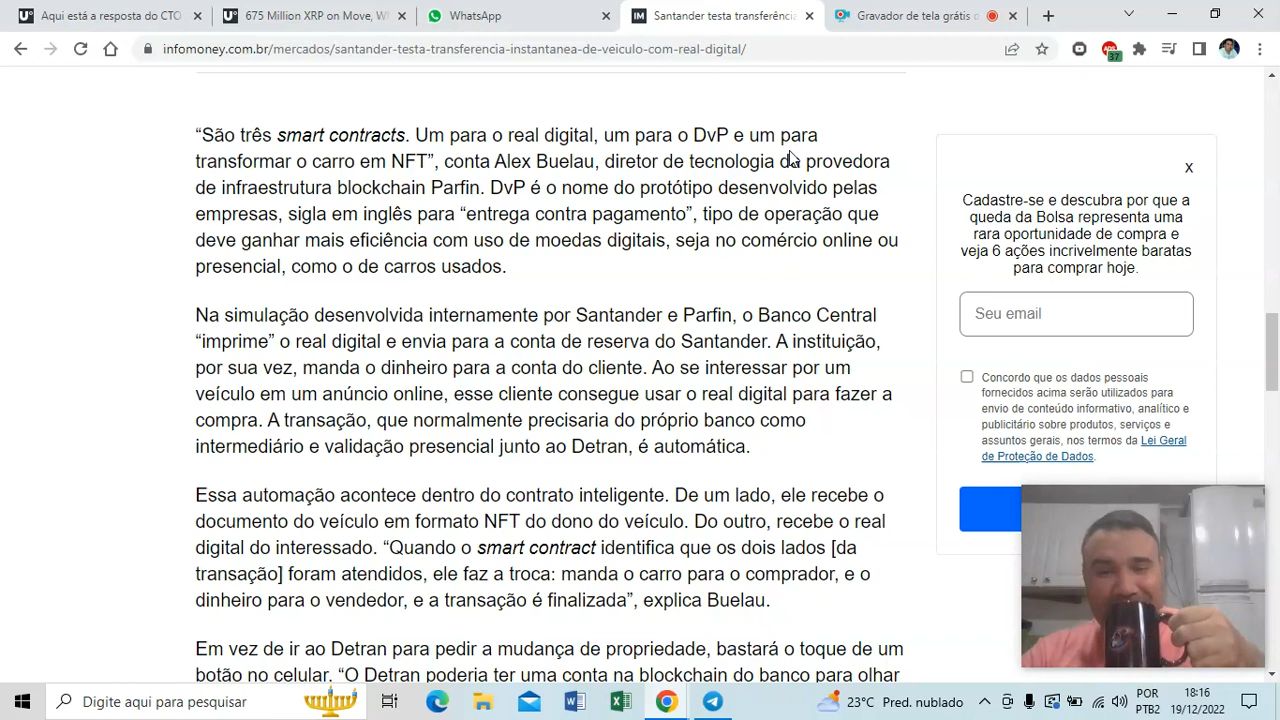 Aqui está a resposta do CTO
675 Million XRP on Move Wh
WhatsApp
Santander testa transferência
Gravador de tela grátis o
infomoney.com.br/mercados/santander-testa-transferencia-instantanea-de-veiculo-com-real-digital/
37
“São três smart contracts. Um para o real digital, um para o DvP e um para
transformar o carro em NFT”, conta Alex Buelau, diretor de tecnologia da provedora
de infraestrutura blockchain Parfin. DvP é o nome do protótipo desenvolvido pelas
empresas, sigla em inglês para “entrega contra pagamento”, tipo de operação que
deve ganhar mais eficiência com uso de moedas digitais, seja no comércio online ou
presencial, como o de carros usados.
Na simulação desenvolvida internamente por Santander e Parfin, o Banco Central
“imprime” o real digital e envia para a conta de reserva do Santander. A instituição,
por sua vez, manda o dinheiro para a conta do cliente. Ao se interessar por um
veículo em um anúncio online, esse cliente consegue usar o real digital para fazer a
compra. A transação, que normalmente precisaria do próprio banco como
intermediário e validação presencial junto ao Detran, é automática.
Essa automação acontece dentro do contrato inteligente. De um lado, ele recebe o
documento do veículo em formato NFT do dono do veículo. Do outro, recebe o real
digital do interessado. “Quando o smart contract identifica que os dois lados [da
transação] foram atendidos, ele faz a troca: manda o carro para o comprador, e o
dinheiro para o vendedor, e a transação é finalizada”, explica Buelau.
Em vez de ir ao Detran para pedir a mudança de propriedade, bastará o toque de um
botão no celular. “O Detran poderia ter uma conta na blockchain do banco para olhar
X
Cadastre-se e descubra por que a
queda da Bolsa representa uma
rara oportunidade de compra e
veja 6 ações incrivelmente baratas
para comprar hoje.
Seu email
Concordo que os dados pessoais
fornecidos acima serão utilizados para
envio de conteúdo informativo, analítico e
publicitário sobre produtos, serviços e
assuntos gerais, nos termos da Lei Geral
de Proteção de Dados.
Digite aqui para pesquisar
23°C Pred. nublado
POR
PTB2
18:16
19/12/2022